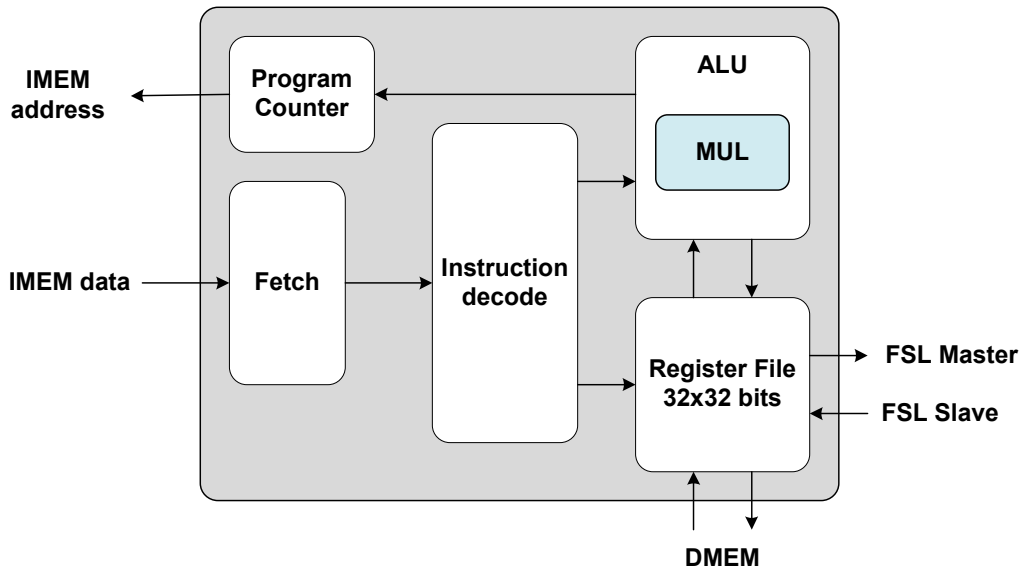 IMEM
address
Program
Counter
ALU
MUL
IMEM data
Fetch
Instruction
decode
Register File
32x32 bits
FSL Master
FSL Slave
DMEM